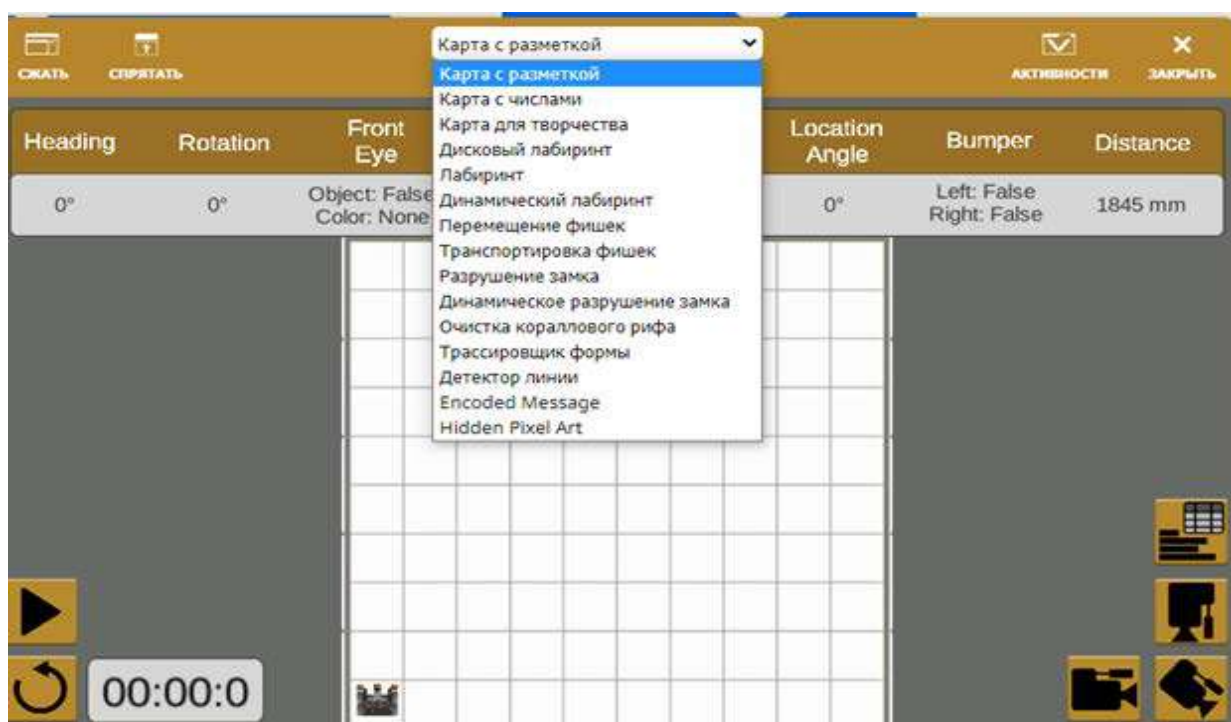 Карта с разметкой
СЖАТЬ СПРЯТАТЬ АКТИВНОСТИ ЗАКРЫТЬ
Карта с разметкой
Карта с числами
Карта для творчества
Дисковый лабиринт
Лабиринт
Динамический лабиринт
Перемещение фишек
Транспортировка фишек
Разрушение замка
Динамическое разрушение замка
Очистка кораллового рифа
Трассировщик формы
Детектор линии
Encoded Message
Hidden Pixel Art
Heading Rotation Front Location Bumper Distance
Eye Angle
0° 0° Object: False 0° Left: False 1845 mm
Color: None Right: False
00:00:0